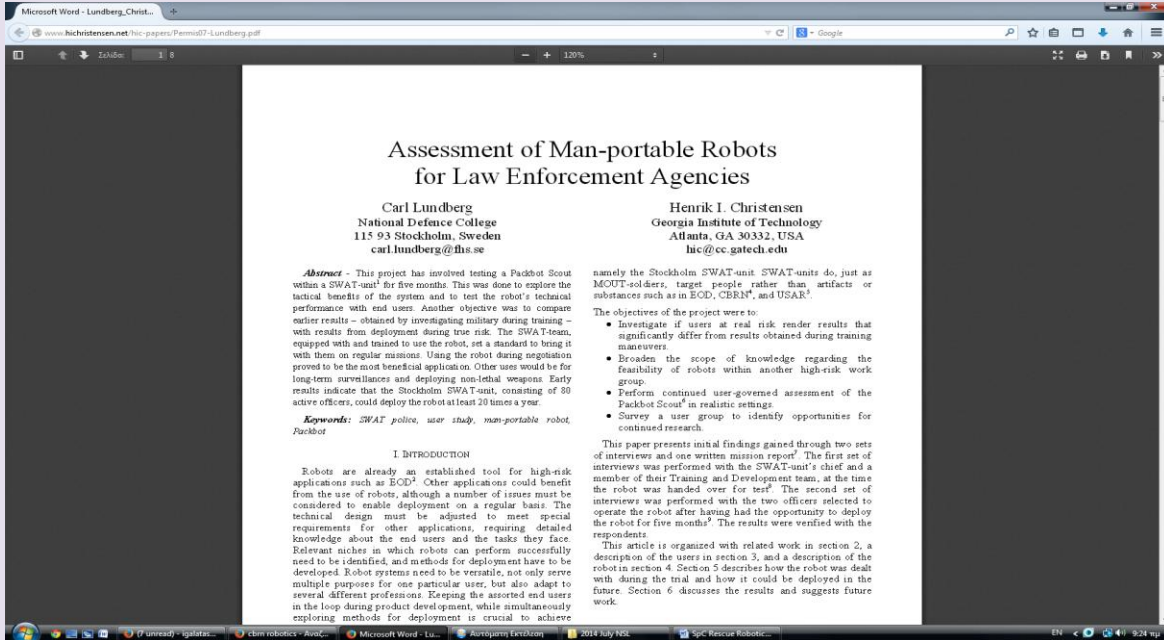 Microsoft Word - Lundberg_Christ...
www.hichristensen.net/hic-papers/Permis07-Lundberg.pdf
Google
Σελίδα: 1 8
120%
Assessment of Man-portable Robots
for Law Enforcement Agencies
Carl Lundberg
National Defence College
115 93 Stockholm, Sweden
carl.lundberg@fhs.se
Henrik I. Christensen
Georgia Institute of Technology
Atlanta, GA 30332, USA
hic@cc.gatech.edu
Abstract - This project has involved testing a Packbot Scout
within a SWAT-unit¹ for five months. This was done to explore the
tactical benefits of the system and to test the robot's technical
performance with end users. Another objective was to compare
earlier results – obtained by investigating military during training –
with results from deployment during true risk. The SWAT-team,
equipped with and trained to use the robot, set a standard to bring it
with them on regular missions. Using the robot during negotiation
proved to be the most beneficial application. Other uses would be for
long-term surveillances and deploying non-lethal weapons. Early
results indicate that the Stockholm SWAT-unit, consisting of 80
active officers, could deploy the robot at least 20 times a year.
Keywords: SWAT police, user study, man-portable robot,
Packbot
I. INTRODUCTION
Robots are already an established tool for high-risk
applications such as EOD². Other applications could benefit
from the use of robots, although a number of issues must be
considered to enable deployment on a regular basis. The
technical design must be adjusted to meet special
requirements for other applications, requiring detailed
knowledge about the end users and the tasks they face.
Relevant niches in which robots can perform successfully
need to be identified, and methods for deployment have to be
developed. Robot systems need to be versatile, not only serve
multiple purposes for one particular user, but also adapt to
several different professions. Keeping the assorted end users
in the loop during product development, while simultaneously
exploring methods for deployment is crucial to achieve
namely the Stockholm SWAT-unit. SWAT-units do, just as
MOUT-soldiers, target people rather than artifacts or
substances such as in EOD, CBRN⁴, and USAR⁵.
The objectives of the project were to:
• Investigate if users at real risk render results that
significantly differ from results obtained during training
maneuvers.
• Broaden the scope of knowledge regarding the
feasibility of robots within another high-risk work
group.
• Perform continued user-governed assessment of the
Packbot Scout⁶ in realistic settings.
• Survey a user group to identify opportunities for
continued research.
This paper presents initial findings gained through two sets
of interviews and one written mission report⁷. The first set of
interviews was performed with the SWAT-unit's chief and a
member of their Training and Development team, at the time
the robot was handed over for test⁸. The second set of
interviews was performed with the two officers selected to
operate the robot after having had the opportunity to deploy
the robot for five months⁹. The results were verified with the
respondents.
This article is organized with related work in section 2, a
description of the users in section 3, and a description of the
robot in section 4. Section 5 describes how the robot was dealt
with during the trial and how it could be deployed in the
future. Section 6 discusses the results and suggests future
work.
(7 unread) - igalatas...
cbrn robotics - Αναζ...
Microsoft Word - Lu...
Αυτόματη Εκτέλεση
2014 July NSL
SpC Rescue Robotic...
EN
9:24 πμ